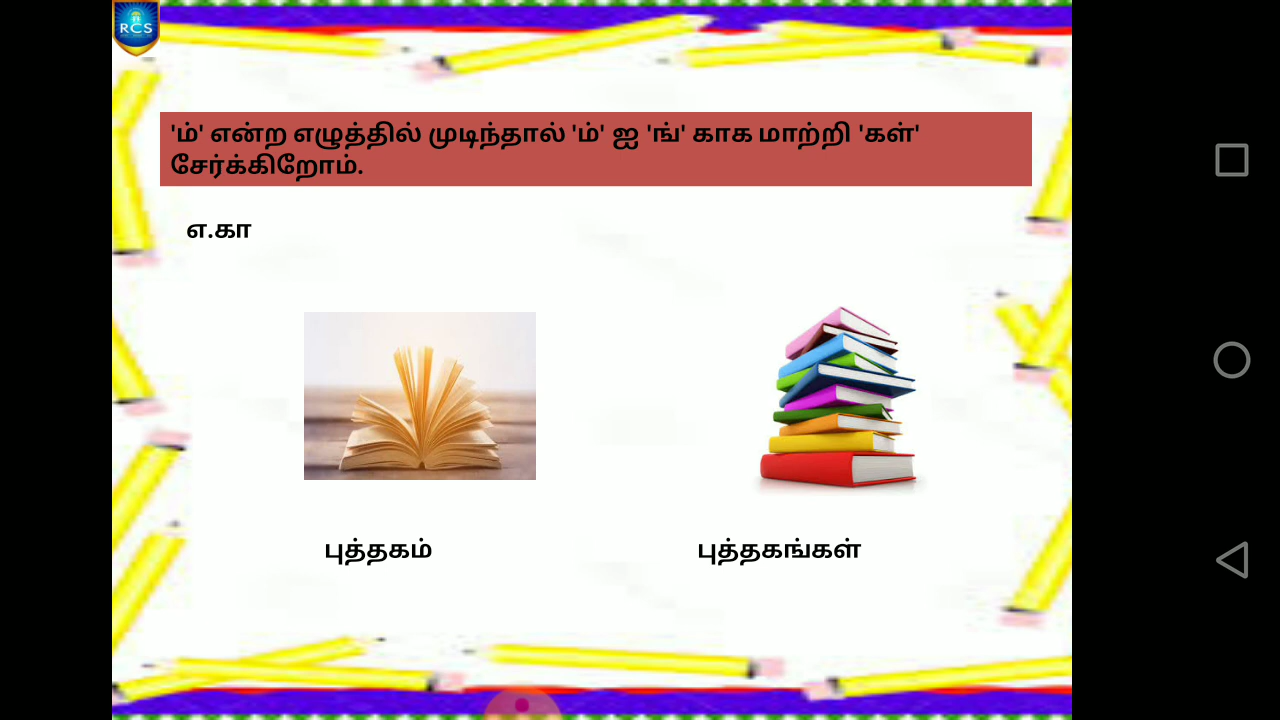 RCS
'ம்' என்ற எழுத்தில் முடிந்தால் 'ம்' ஐ 'ங்' காக மாற்றி 'கள்'
சேர்க்கிறோம்.
எ.கா
புத்தகம்
புத்தகங்கள்